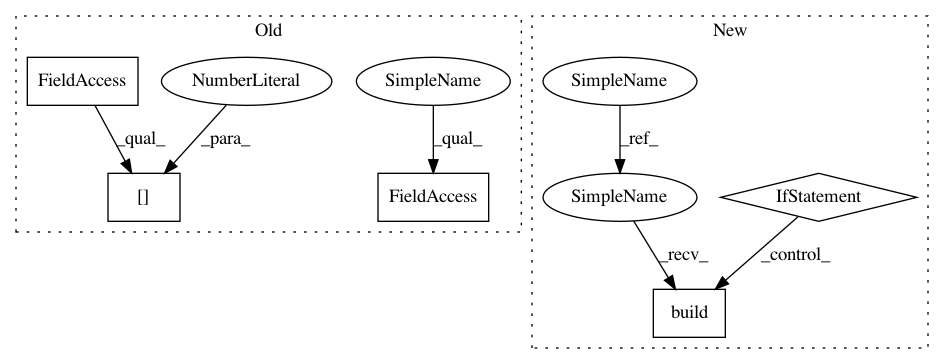 Old
New
FieldAccess
NumberLiteral
SimpleName
SimpleName
_qual_
_para_
_qual_
_ref_
[]
FieldAccess
SimpleName
IfStatement
_recv_
_control_
build